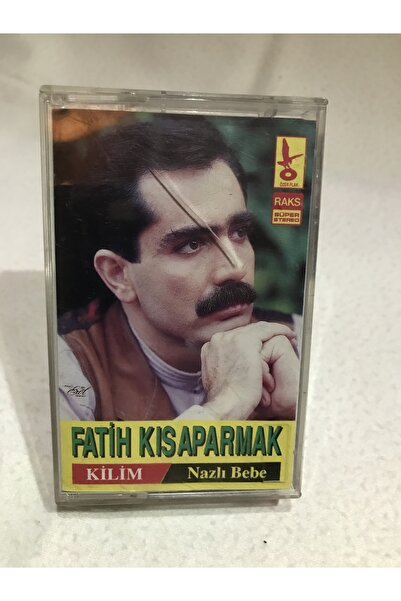 ÖZER PLAK
RAKS
SÜPER
STEREO
FATİH KISAPARMAK
KİLİM
Nazlı Bebe